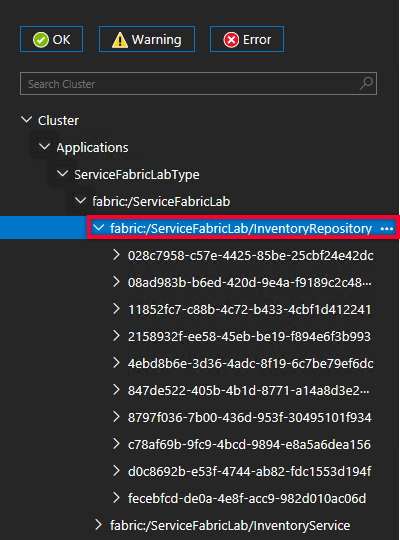 OK Warning Error
Search Cluster
Cluster
Applications
ServiceFabricLabType
fabric:/ServiceFabricLab
fabric:/ServiceFabricLab/InventoryRepository ···
028c7958-c57e-4425-85be-25cbf24e42dc
08ad983b-b6ed-420d-9e4a-f9189c2c48···
11852fc7-c88b-4c72-b433-4cbf1d412241
2158932f-ee58-45eb-be19-f894e6f3b993
4ebd8b6e-3d36-4adc-8f19-6c7be79ef6dc
847de522-405b-4b1d-8771-a14a8d3e2···
8797f036-7b00-436d-953f-30495101f934
c78af69b-9fc9-4bcd-9894-e8a5a6dea156
d0c8692b-e53f-4744-ab82-fdc1553d194f
fecebfcd-de0a-4e8f-acc9-982d010ac06d
fabric:/ServiceFabricLab/InventoryService